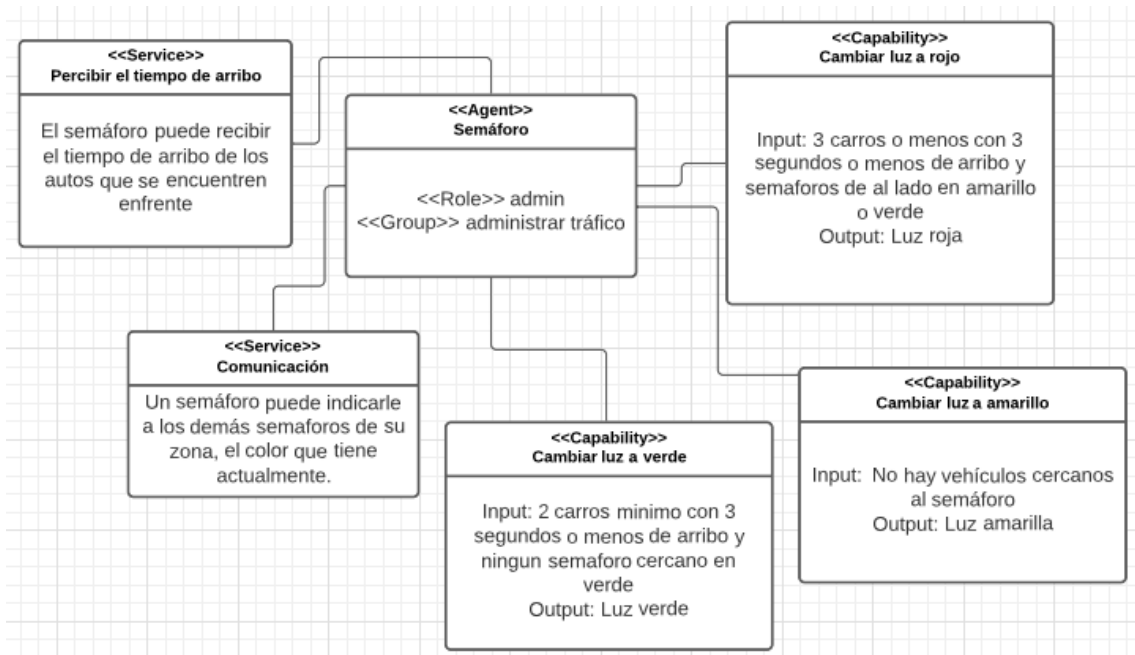 <<Service>>
Percibir el tiempo de arribo
El semáforo puede recibir
el tiempo de arribo de los
autos que se encuentren
enfrente
<<Agent>>
Semáforo
<<Role>> admin
<<Group>> administrar tráfico
<<Capability>>
Cambiar luz a rojo
Input: 3 carros o menos con 3
segundos o menos de arribo y
semaforos de al lado en amarillo
o verde
Output: Luz roja
<<Service>>
Comunicación
Un semáforo puede indicarle
a los demás semaforos de su
zona, el color que tiene
actualmente.
<<Capability>>
Cambiar luz a verde
Input: 2 carros minimo con 3
segundos o menos de arribo y
ningun semaforo cercano en
verde
Output: Luz verde
<<Capability>>
Cambiar luz a amarillo
Input: No hay vehículos cercanos
al semáforo
Output: Luz amarilla